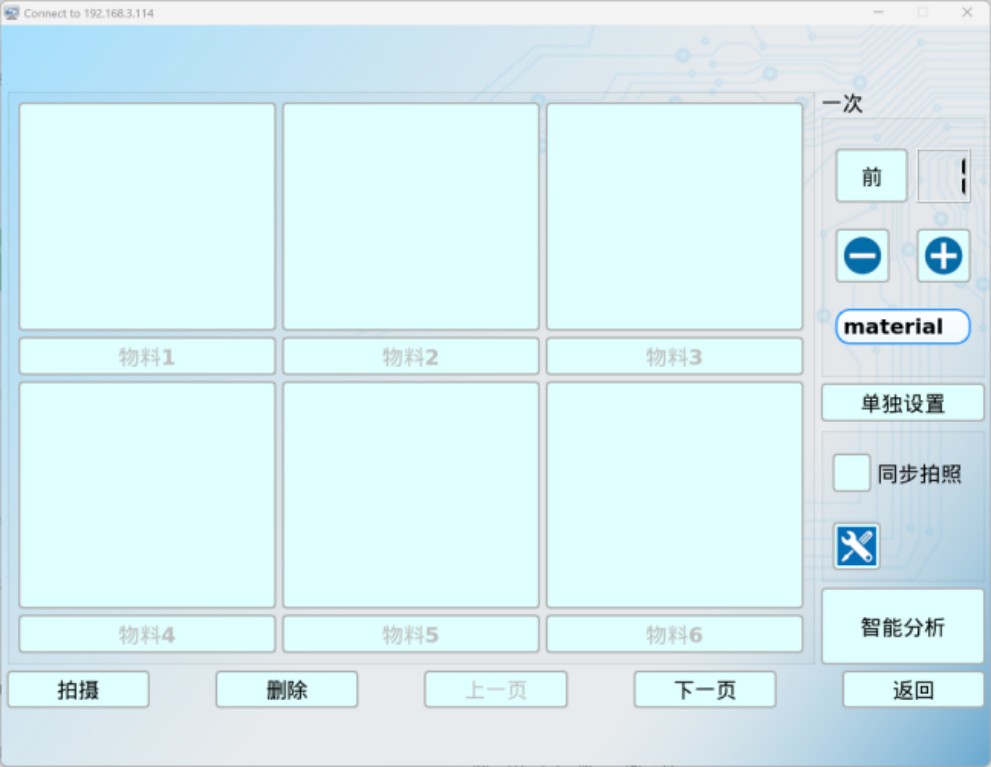 Connect to 192.168.3.114
一次
前 1
material
物料1 物料2 物料3
单独设置
同步拍照
物料4 物料5 物料6
智能分析
拍摄 删除 上一页 下一页 返回